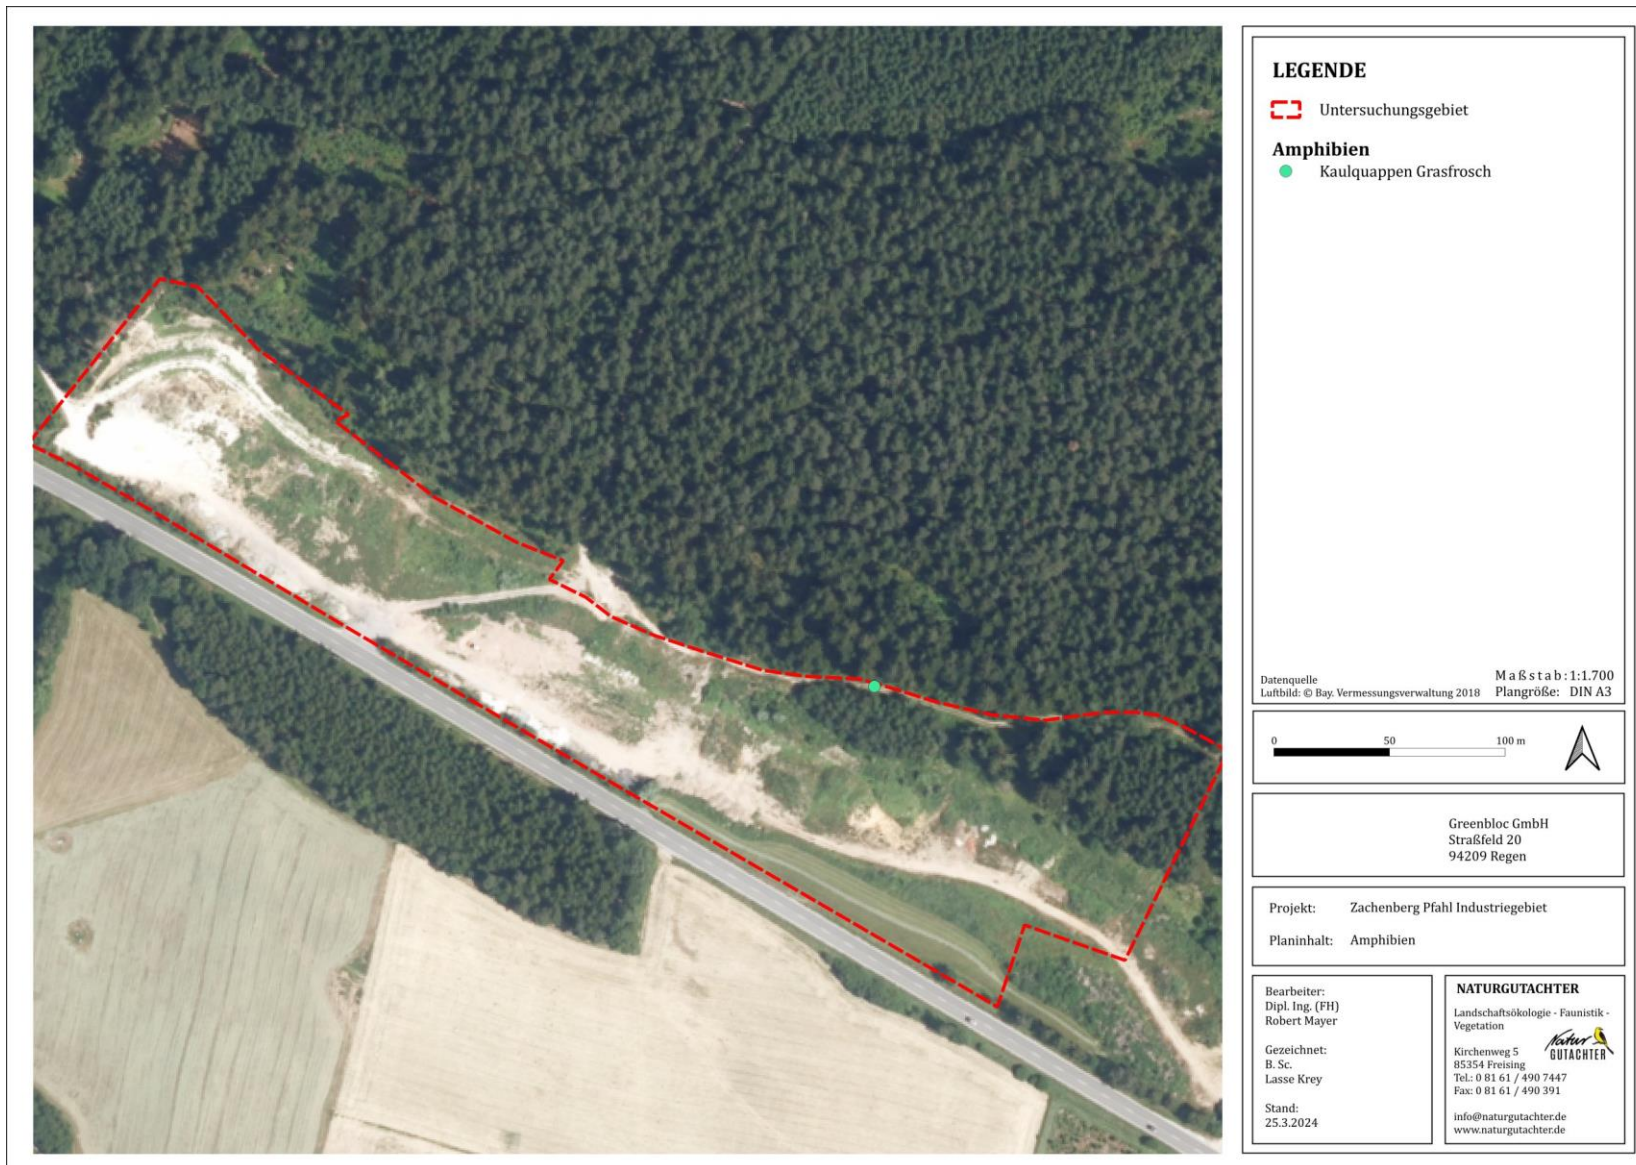 LEGENDE
Untersuchungsgebiet
Amphibien
Kaulquappen Grasfrosch
Datenquelle
Luftbild: © Bay. Vermessungsverwaltung 2018
Maßstab: 1:1.700
Plangröße: DIN A3
0 50 100 m
Greenbloc GmbH
Straßfeld 20
94209 Regen
Projekt: Zachenberg Pfahl Industriegebiet
Planinhalt: Amphibien
Bearbeiter:
Dipl. Ing. (FH)
Robert Mayer
Gezeichnet:
B. Sc.
Lasse Krey
Stand:
25.3.2024
NATURGUTACHTER
Landschaftsökologie - Faunistik -
Vegetation
Natur
GUTACHTER
Kirchenweg 5
85354 Freising
Tel.: 0 81 61 / 490 7447
Fax: 0 81 61 / 490 391
info@naturgutachter.de
www.naturgutachter.de